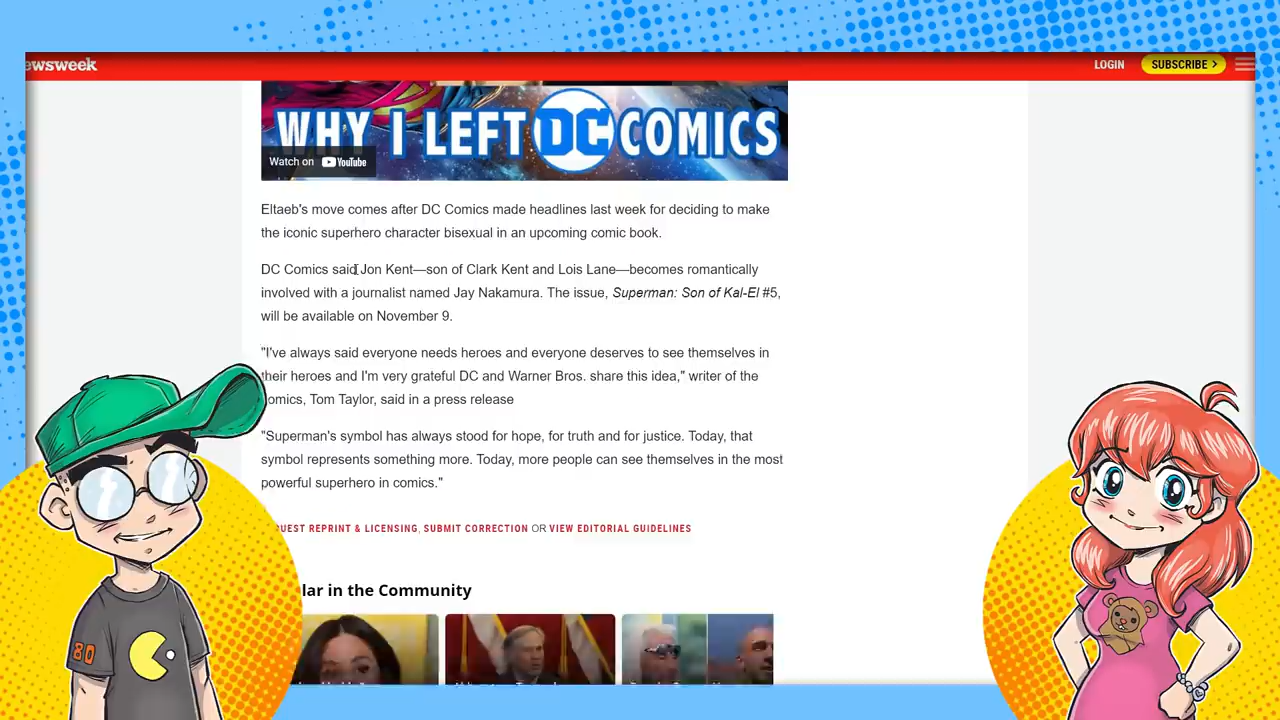 ewsweek
LOGIN
SUBSCRIBE >
WHY I LEFT DC COMICS
Watch on YouTube
Eltaeb's move comes after DC Comics made headlines last week for deciding to make
the iconic superhero character bisexual in an upcoming comic book.
DC Comics said Jon Kent—son of Clark Kent and Lois Lane—becomes romantically
involved with a journalist named Jay Nakamura. The issue, Superman: Son of Kal-El #5,
will be available on November 9.
"I've always said everyone needs heroes and everyone deserves to see themselves in
their heroes and I'm very grateful DC and Warner Bros. share this idea," writer of the
comics, Tom Taylor, said in a press release
"Superman's symbol has always stood for hope, for truth and for justice. Today, that
symbol represents something more. Today, more people can see themselves in the most
powerful superhero in comics."
UEST REPRINT & LICENSING, SUBMIT CORRECTION OR VIEW EDITORIAL GUIDELINES
lar in the Community
80